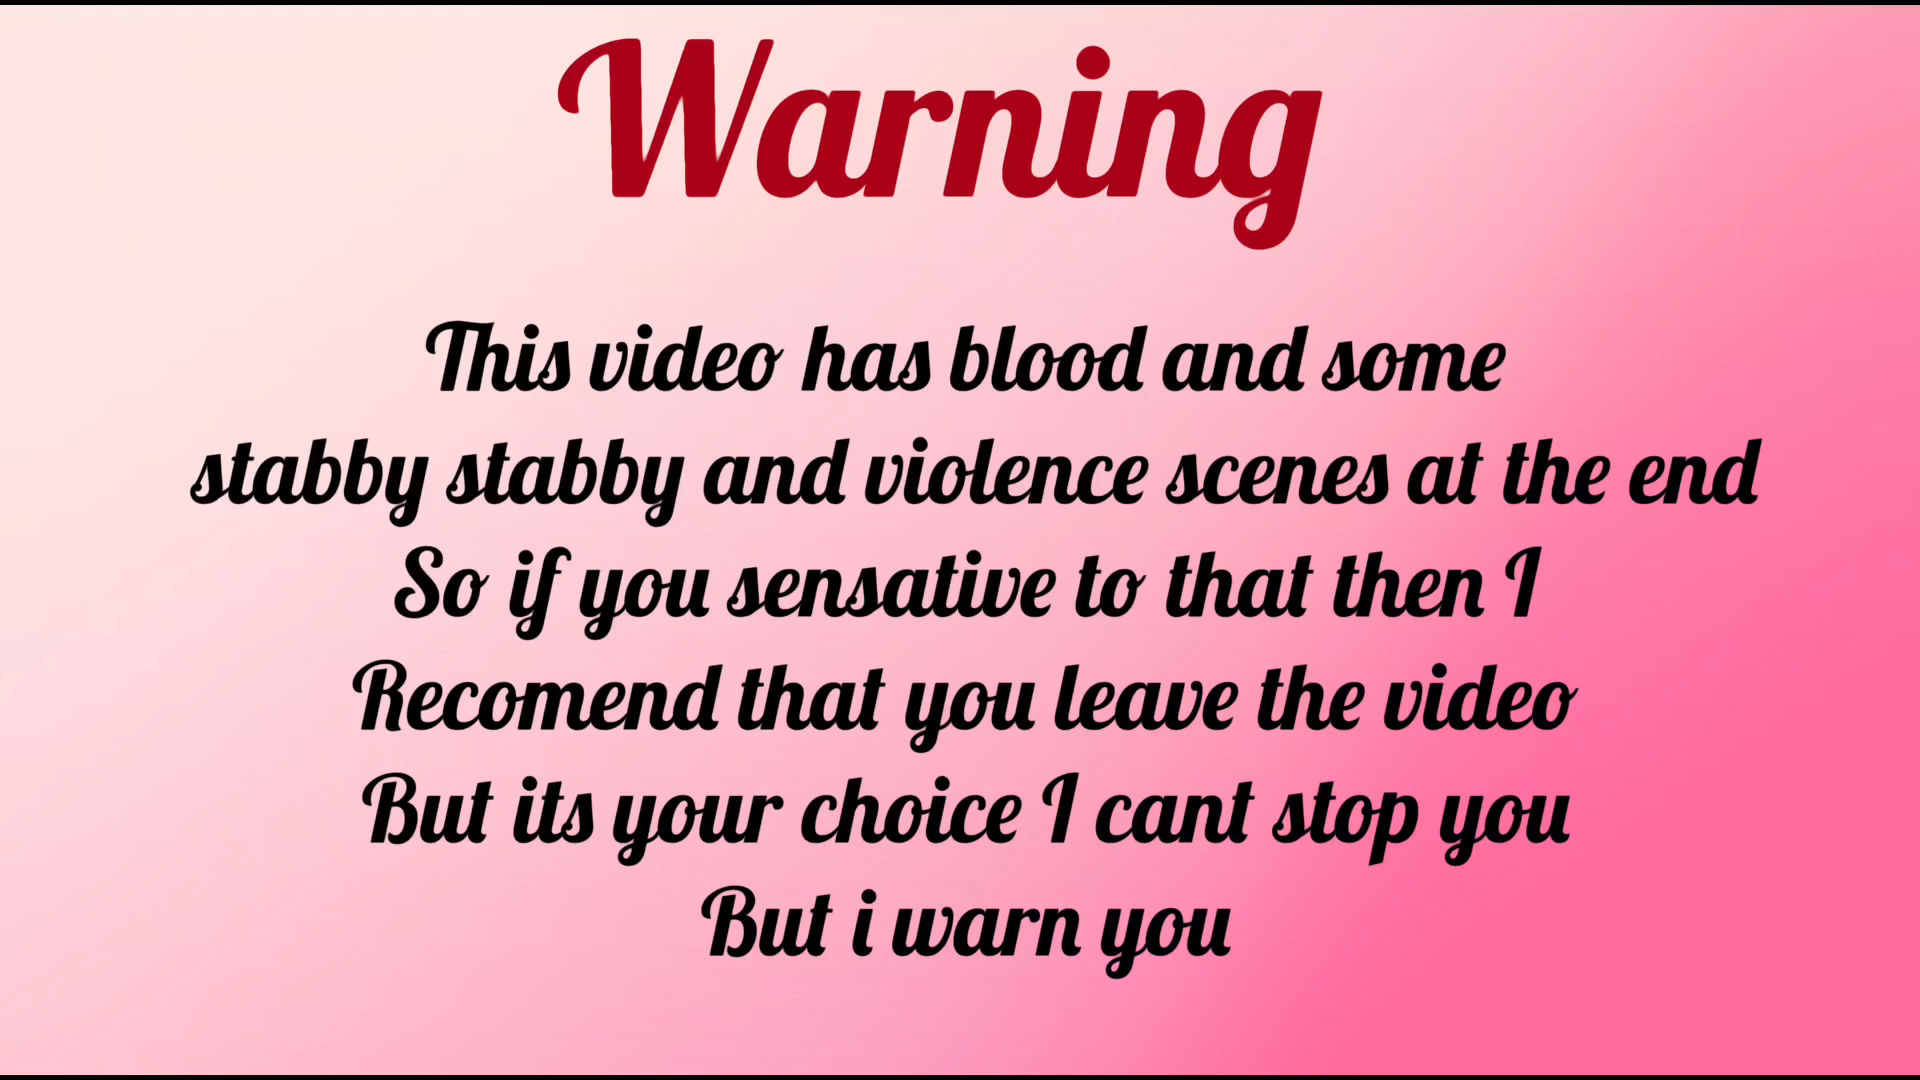 Warning
This video has blood and some
stabby stabby and violence scenes at the end
So if you sensative to that then I
Recomend that you leave the video
But its your choice I cant stop you
But i warn you